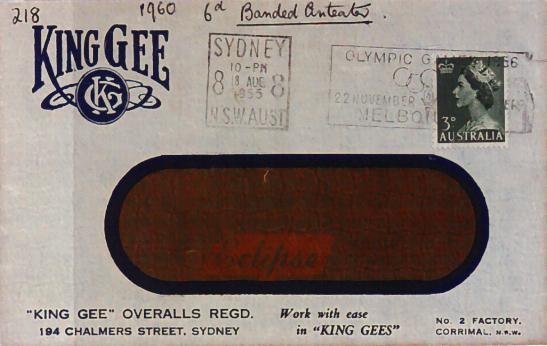 218 1960 6d Banded Anteater.
KING GEE
KG
SYDNEY
10-PM
8 18 AUG 8
1955
N.S.W. AUST
OLYMPIC 1956
22 NOVEMBER
3D
AUSTRALIA
Eclipse
"KING GEE" OVERALLS REGD.
194 CHALMERS STREET, SYDNEY
Work with ease
in "KING GEES"
No. 2 FACTORY,
CORRIMAL, N.S.W.